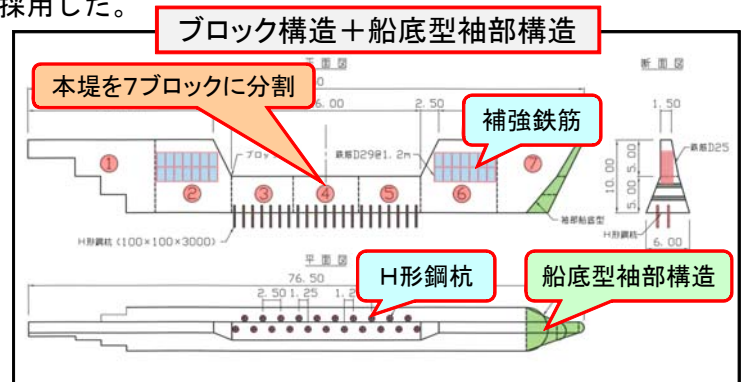 採用した。
ブロック構造+船底型袖部構造
正面図
断面図
本堤を7ブロックに分割
6.00
2.50
1.50
補強鉄筋
鉄筋D29@1.2m
鉄筋D25
①
②
③
④
⑤
⑥
⑦
10.00
5.00
5.00
袖部船底型
H形鋼杭(100×100×3000)
6.00
平面図
76.50
2.50
1.25
H形鋼杭
船底型袖部構造